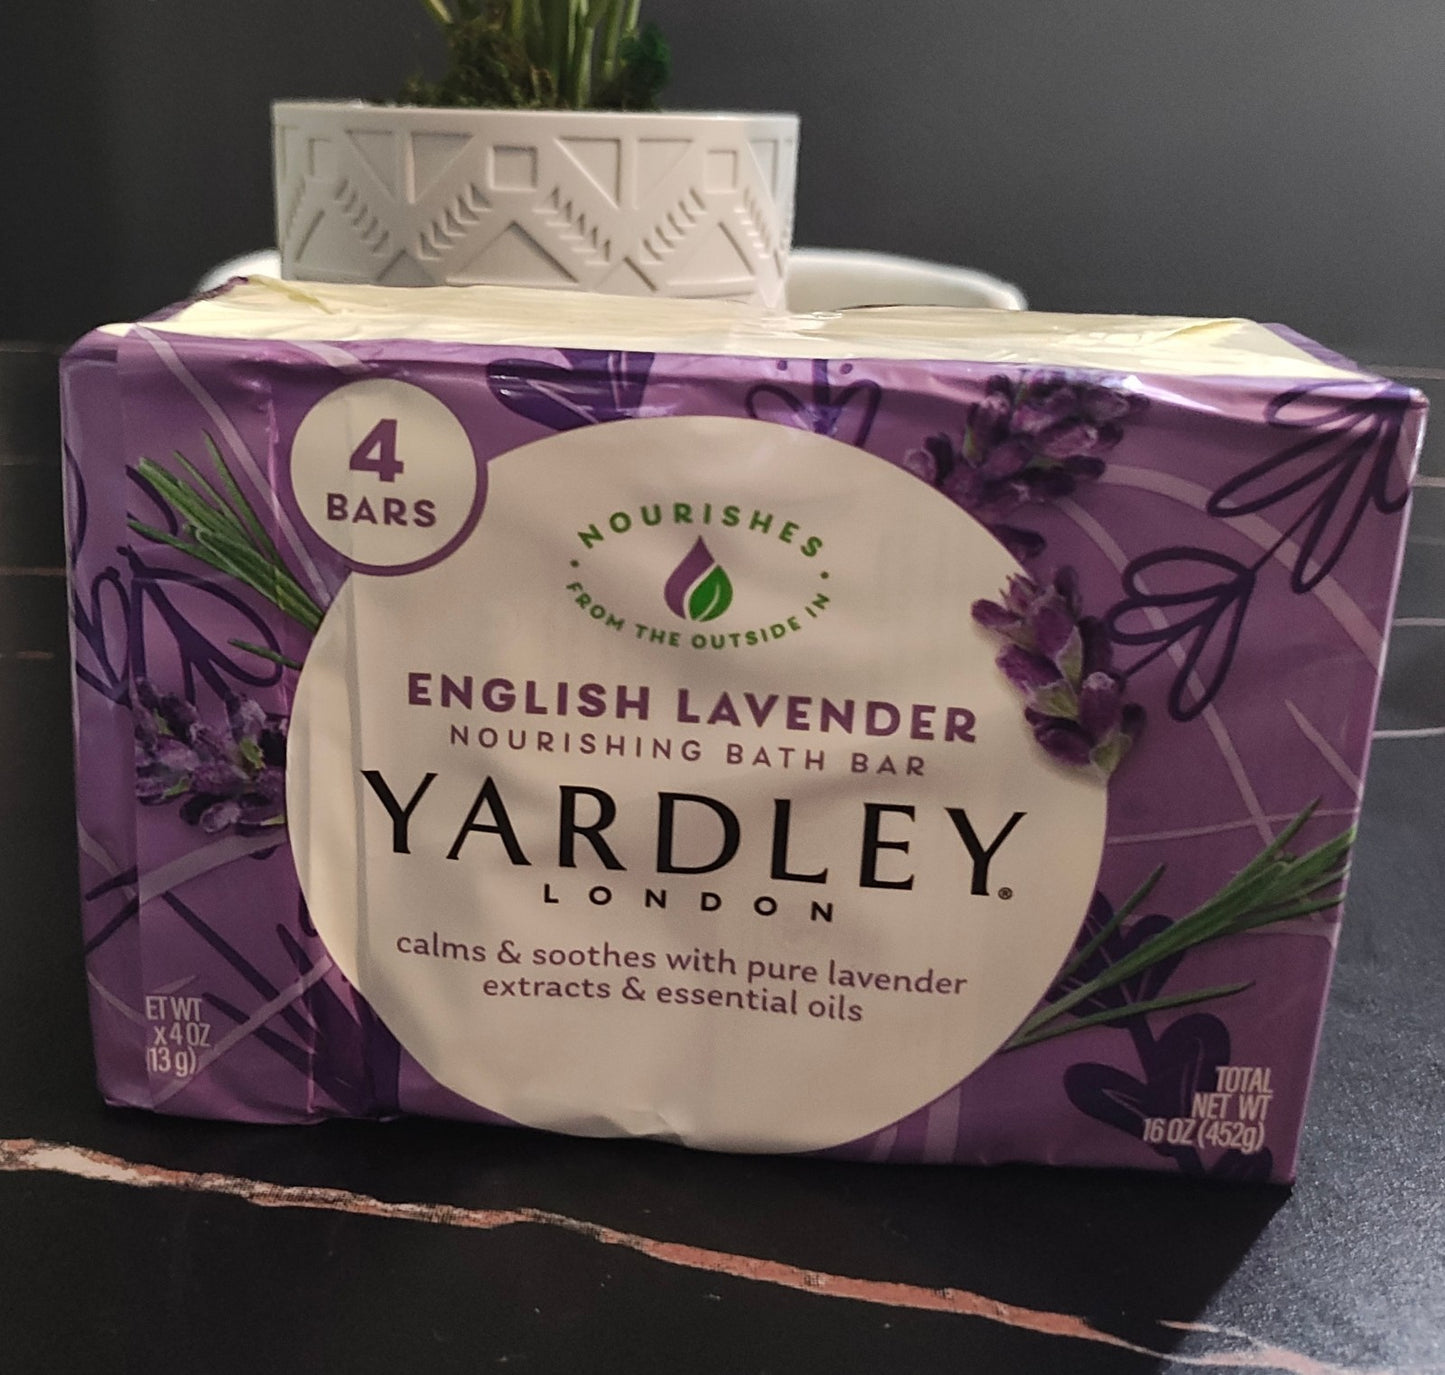 4
BARS
NOURISHES
FROM THE OUTSIDE IN
ENGLISH LAVENDER
NOURISHING BATH BAR
YARDLEY®
LONDON
calms & soothes with pure lavender
extracts & essential oils
ET WT
x 4 OZ
13 g)
TOTAL
NET WT
16 OZ (452g)